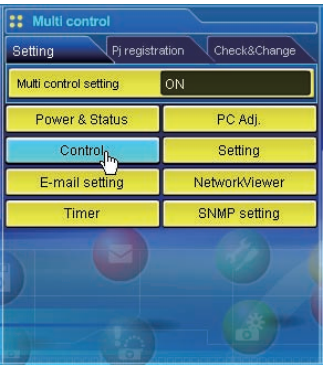 Multi control
Setting Pj registration Check&Change
Multi control setting ON
Power & Status PC Adj.
Control Setting
E-mail setting NetworkViewer
Timer SNMP setting